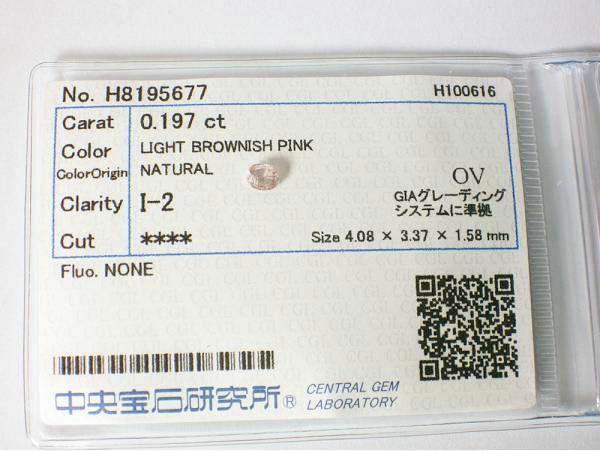 No. H8195677 H100616
Carat 0.197 ct
Color LIGHT BROWNISH PINK
ColorOrigin NATURAL
OV
Clarity I-2
GIAグレーディング
システムに準拠
Cut **** Size 4.08 × 3.37 × 1.58 mm
Fluo. NONE
中央宝石研究所® CENTRAL GEM
LABORATORY